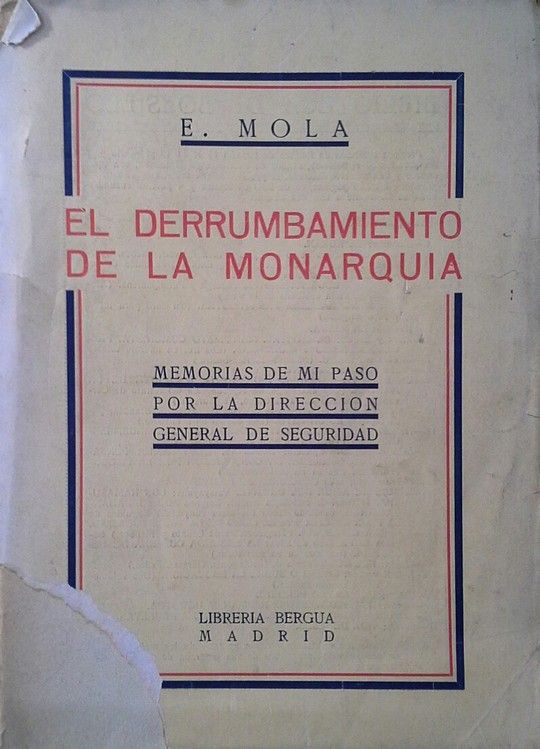 E. MOLA
EL DERRUMBAMIENTO
DE LA MONARQUIA
MEMORIAS DE MI PASO
POR LA DIRECCION
GENERAL DE SEGURIDAD
LIBRERIA BERGUA
MADRID